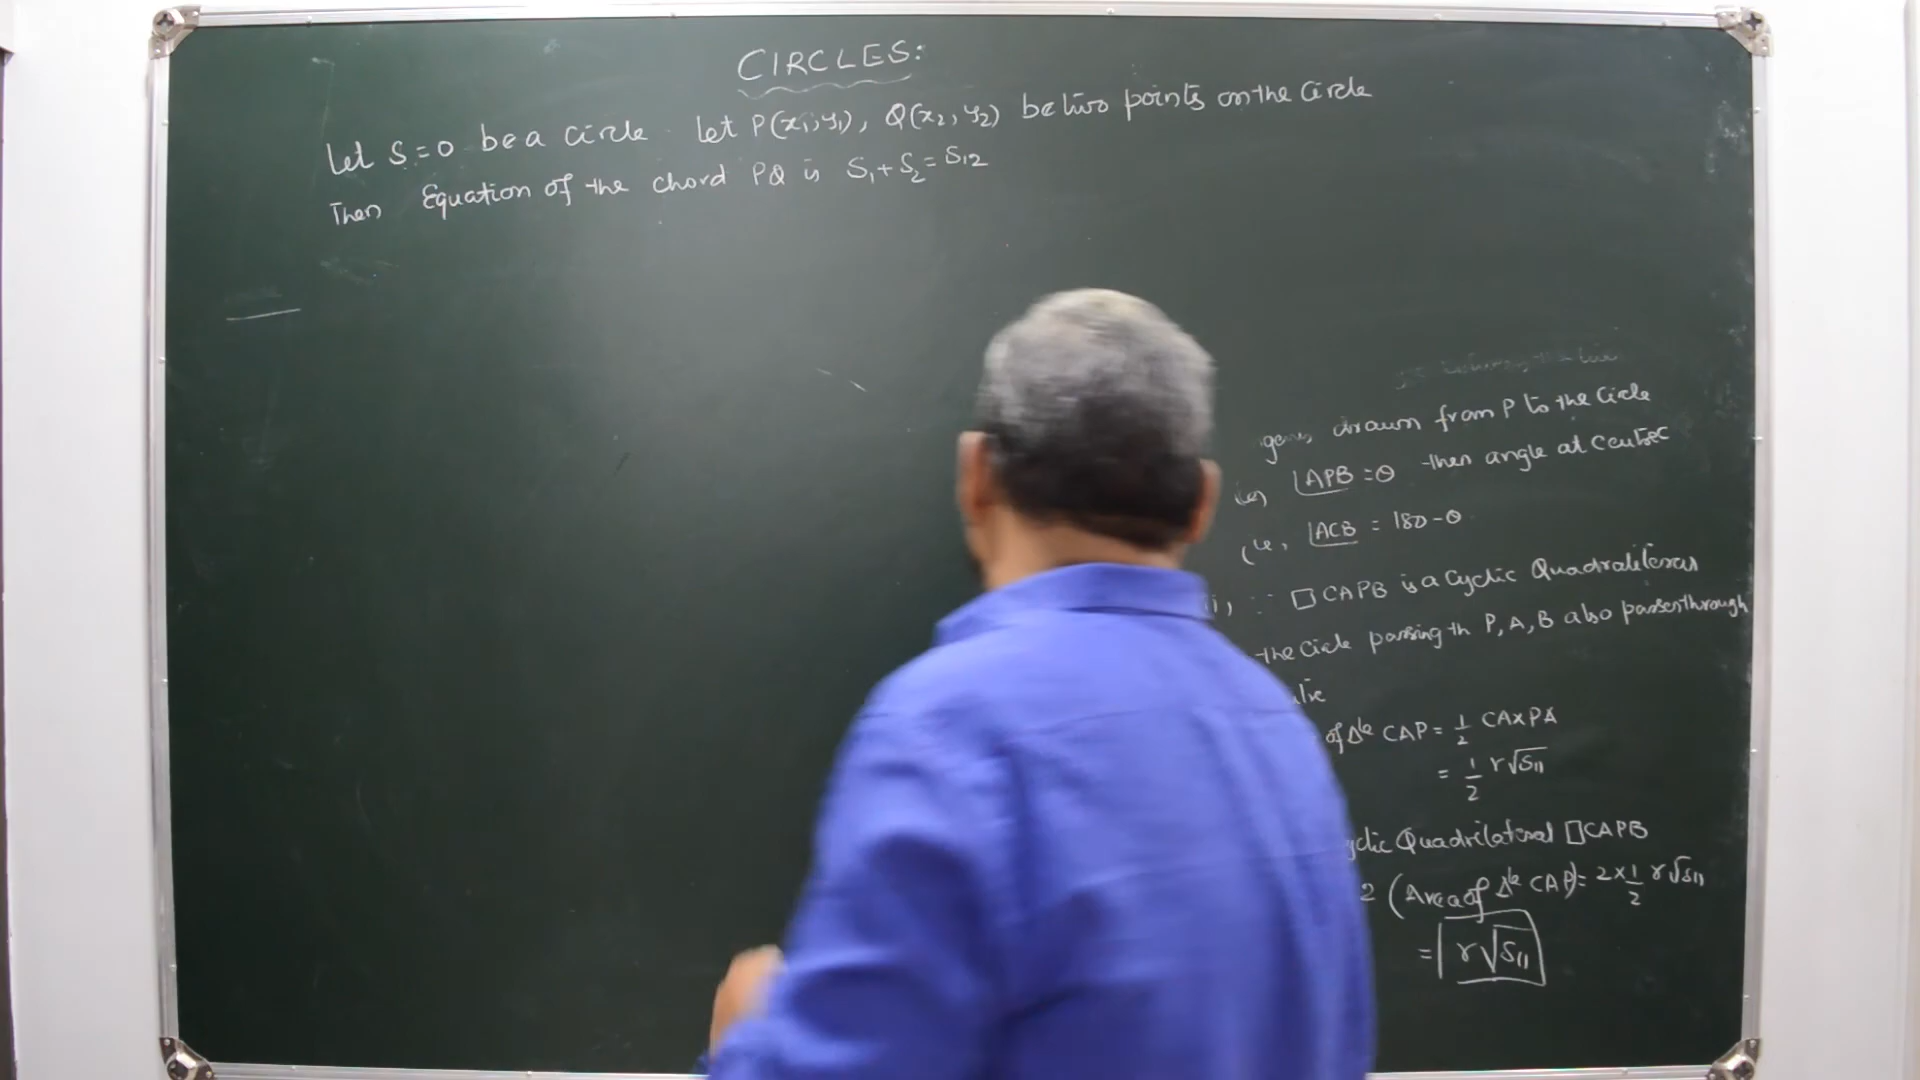 CIRCLES:
Let S=0 be a circle. Let P(x₁,y₁), Q(x₂,y₂) be two points on the circle
Then Equation of the chord PQ is S₁+S₂=S₁₂
drawn from P to the circle
∠APB = θ then angle at centre
(ie, ∠ACB = 180-θ
∵ □CAPB is a Cyclic Quadrilateral
the circle passing th P, A, B also passes through
of Δle CAP = 1/2 CA×PA
= 1/2 r√S₁₁
Quadrilateral □CAPB
2 (Area of Δle CAP) = 2×1/2 r√S₁₁
= r√S₁₁